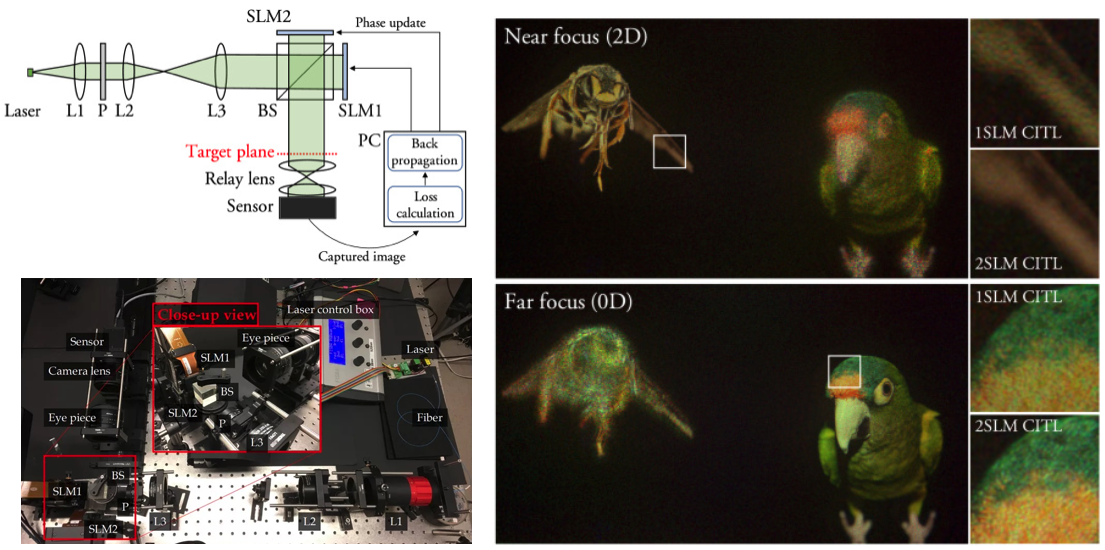 SLM2
Phase update
Laser
L1
P
L2
L3
BS
SLM1
PC
Back
propagation
Target plane
Relay lens
Sensor
Loss
calculation
Captured image
Close-up view
Laser control box
Sensor
Camera lens
SLM1
Eye piece
Laser
BS
Eye piece
SLM2
P
L3
Fiber
BS
SLM1
P
SLM2
L3
L2
L1
Near focus (2D)
1SLM CITL
2SLM CITL
Far focus (0D)
1SLM CITL
2SLM CITL